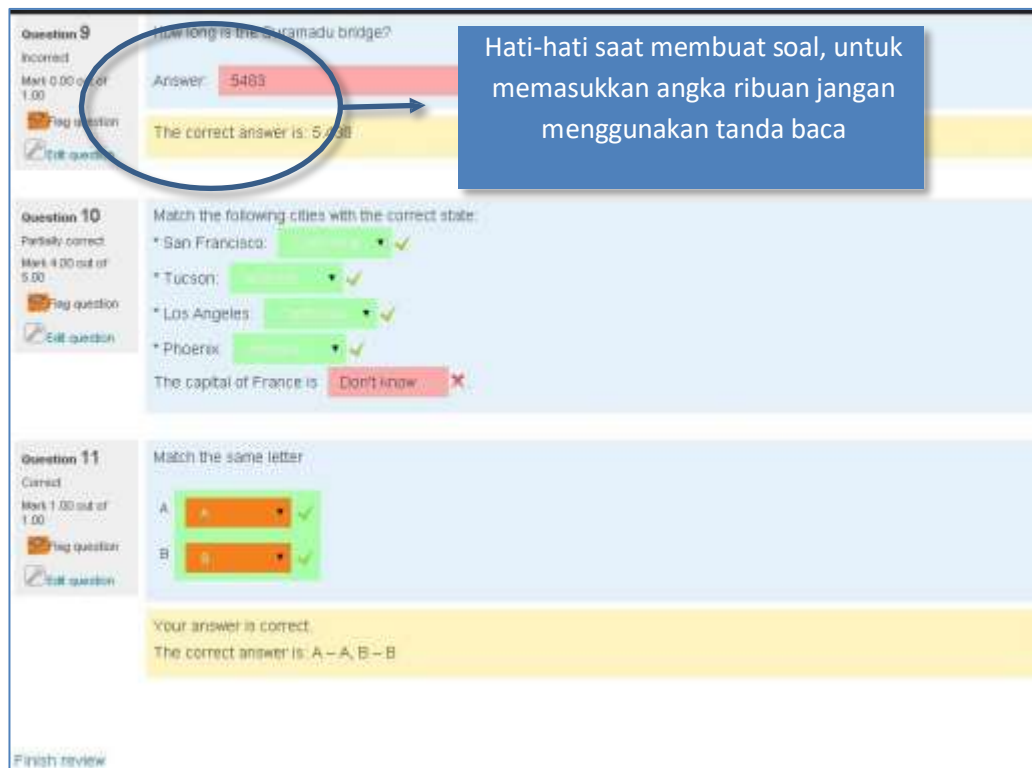 Question 9
Incorrect
Mark 0.00 out of
1.00
Flag question
Edit question
How long is the Suramadu bridge?
Answer: 5483
The correct answer is: 5.438
Hati-hati saat membuat soal, untuk
memasukkan angka ribuan jangan
menggunakan tanda baca
Question 10
Partially correct
Mark 4.00 out of
5.00
Flag question
Edit question
Match the following cities with the correct state:
* San Francisco:
* Tucson:
* Los Angeles:
* Phoenix:
The capital of France is Don't know
Question 11
Correct
Mark 1.00 out of
1.00
Flag question
Edit question
Match the same letter
A A
B B
Your answer is correct.
The correct answer is: A – A, B – B
Finish review